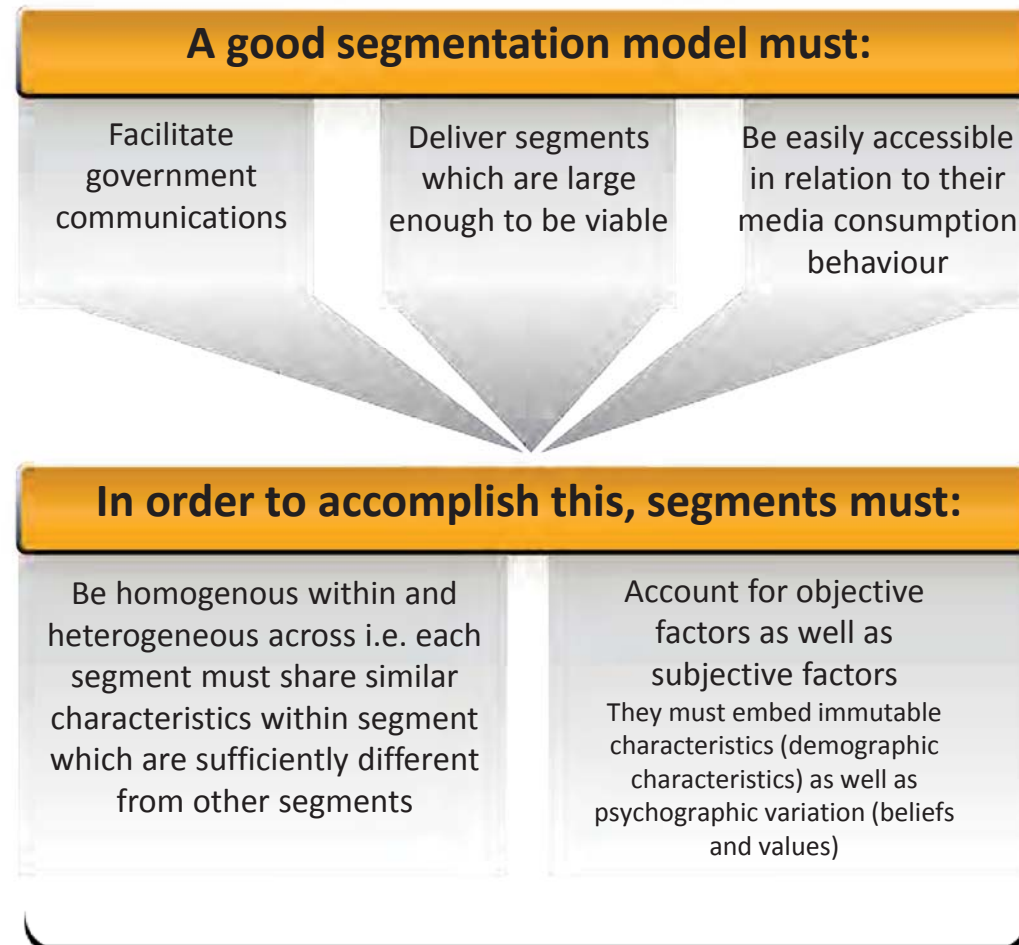 A good segmentation model must:
Facilitate
government
communications
Deliver segments
which are large
enough to be viable
Be easily accessible
in relation to their
media consumption
behaviour
In order to accomplish this, segments must:
Be homogenous within and
heterogeneous across i.e. each
segment must share similar
characteristics within segment
which are sufficiently different
from other segments
Account for objective
factors as well as
subjective factors
They must embed immutable
characteristics (demographic
characteristics) as well as
psychographic variation (beliefs
and values)